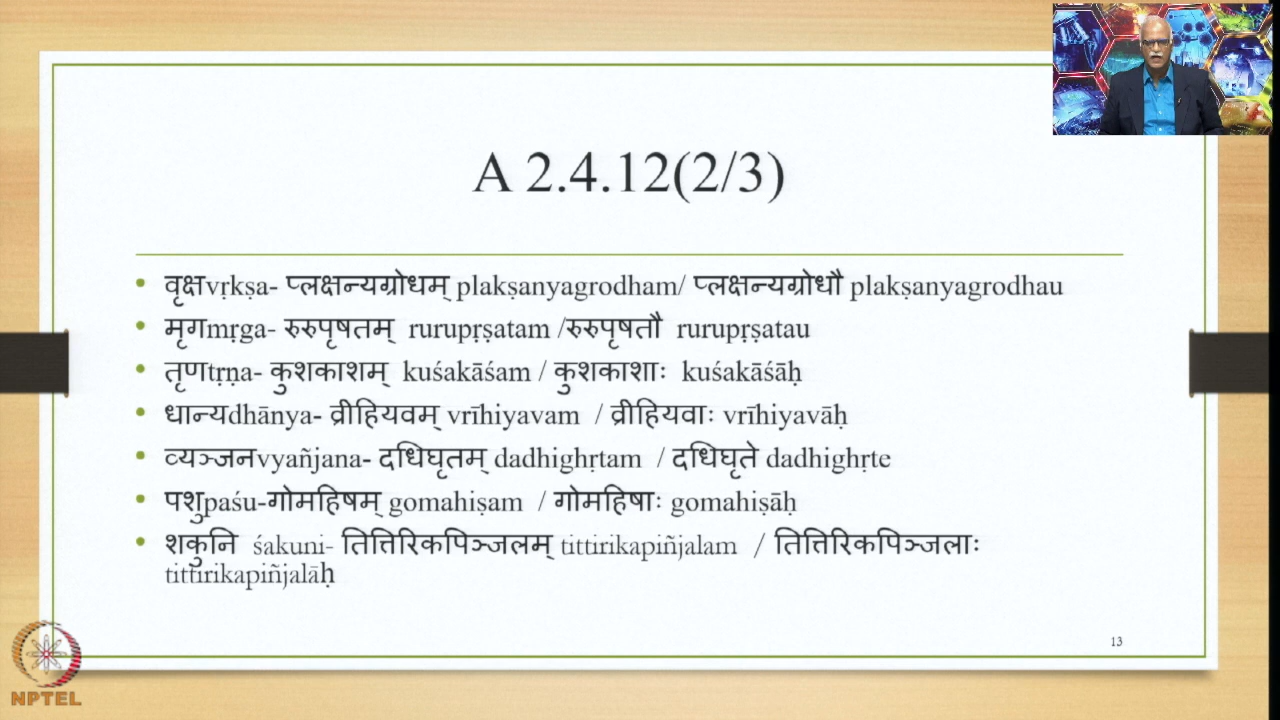 A 2.4.12(2/3)
• वृक्षvṛkṣa- प्लक्षन्यग्रोधम् plakṣanyagrodham/ प्लक्षन्यग्रोधौ plakṣanyagrodhau
• मृगmṛga- रुरुपृषतम् rurupṛṣatam /रुरुपृषतौ rurupṛṣatau
• तृणtṛṇa- कुशकाशम् kuśakāśam / कुशकाशाः kuśakāśāḥ
• धान्यdhānya- व्रीहियवम् vrīhiyavam / व्रीहियवाः vrīhiyavāḥ
• व्यञ्जनvyañjana- दधिघृतम् dadhighṛtam / दधिघृते dadhighṛte
• पशुpaśu-गोमहिषम् gomahiṣam / गोमहिषाः gomahiṣāḥ
• शकुनि śakuni- तित्तिरिकपिञ्जलम् tittirikapiñjalam / तित्तिरिकपिञ्जलाः
tittirikapiñjalāḥ
13
NPTEL